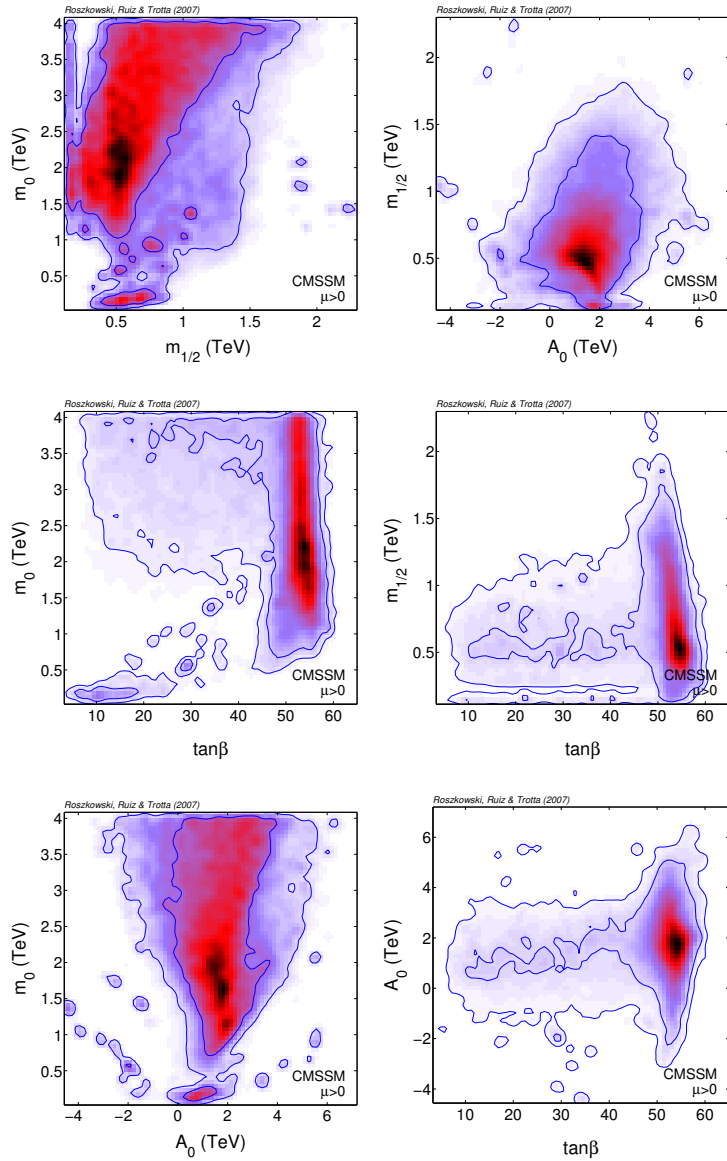 Roszkowski, Ruiz & Trotta (2007)
4
3.5
3
2.5
2
1.5
1
0.5
m0 (TeV)
CMSSM
μ>0
0.5 1 1.5 2
m1/2 (TeV)
Roszkowski, Ruiz & Trotta (2007)
2
1.5
1
0.5
m1/2 (TeV)
CMSSM
μ>0
−4 −2 0 2 4 6
A0 (TeV)
Roszkowski, Ruiz & Trotta (2007)
4
3.5
3
2.5
2
1.5
1
0.5
m0 (TeV)
CMSSM
μ>0
10 20 30 40 50 60
tanβ
Roszkowski, Ruiz & Trotta (2007)
2
1.5
1
0.5
m1/2 (TeV)
CMSSM
μ>0
10 20 30 40 50 60
tanβ
Roszkowski, Ruiz & Trotta (2007)
4
3.5
3
2.5
2
1.5
1
0.5
m0 (TeV)
CMSSM
μ>0
−4 −2 0 2 4 6
A0 (TeV)
Roszkowski, Ruiz & Trotta (2007)
6
4
2
0
−2
−4
A0 (TeV)
CMSSM
μ>0
10 20 30 40 50 60
tanβ